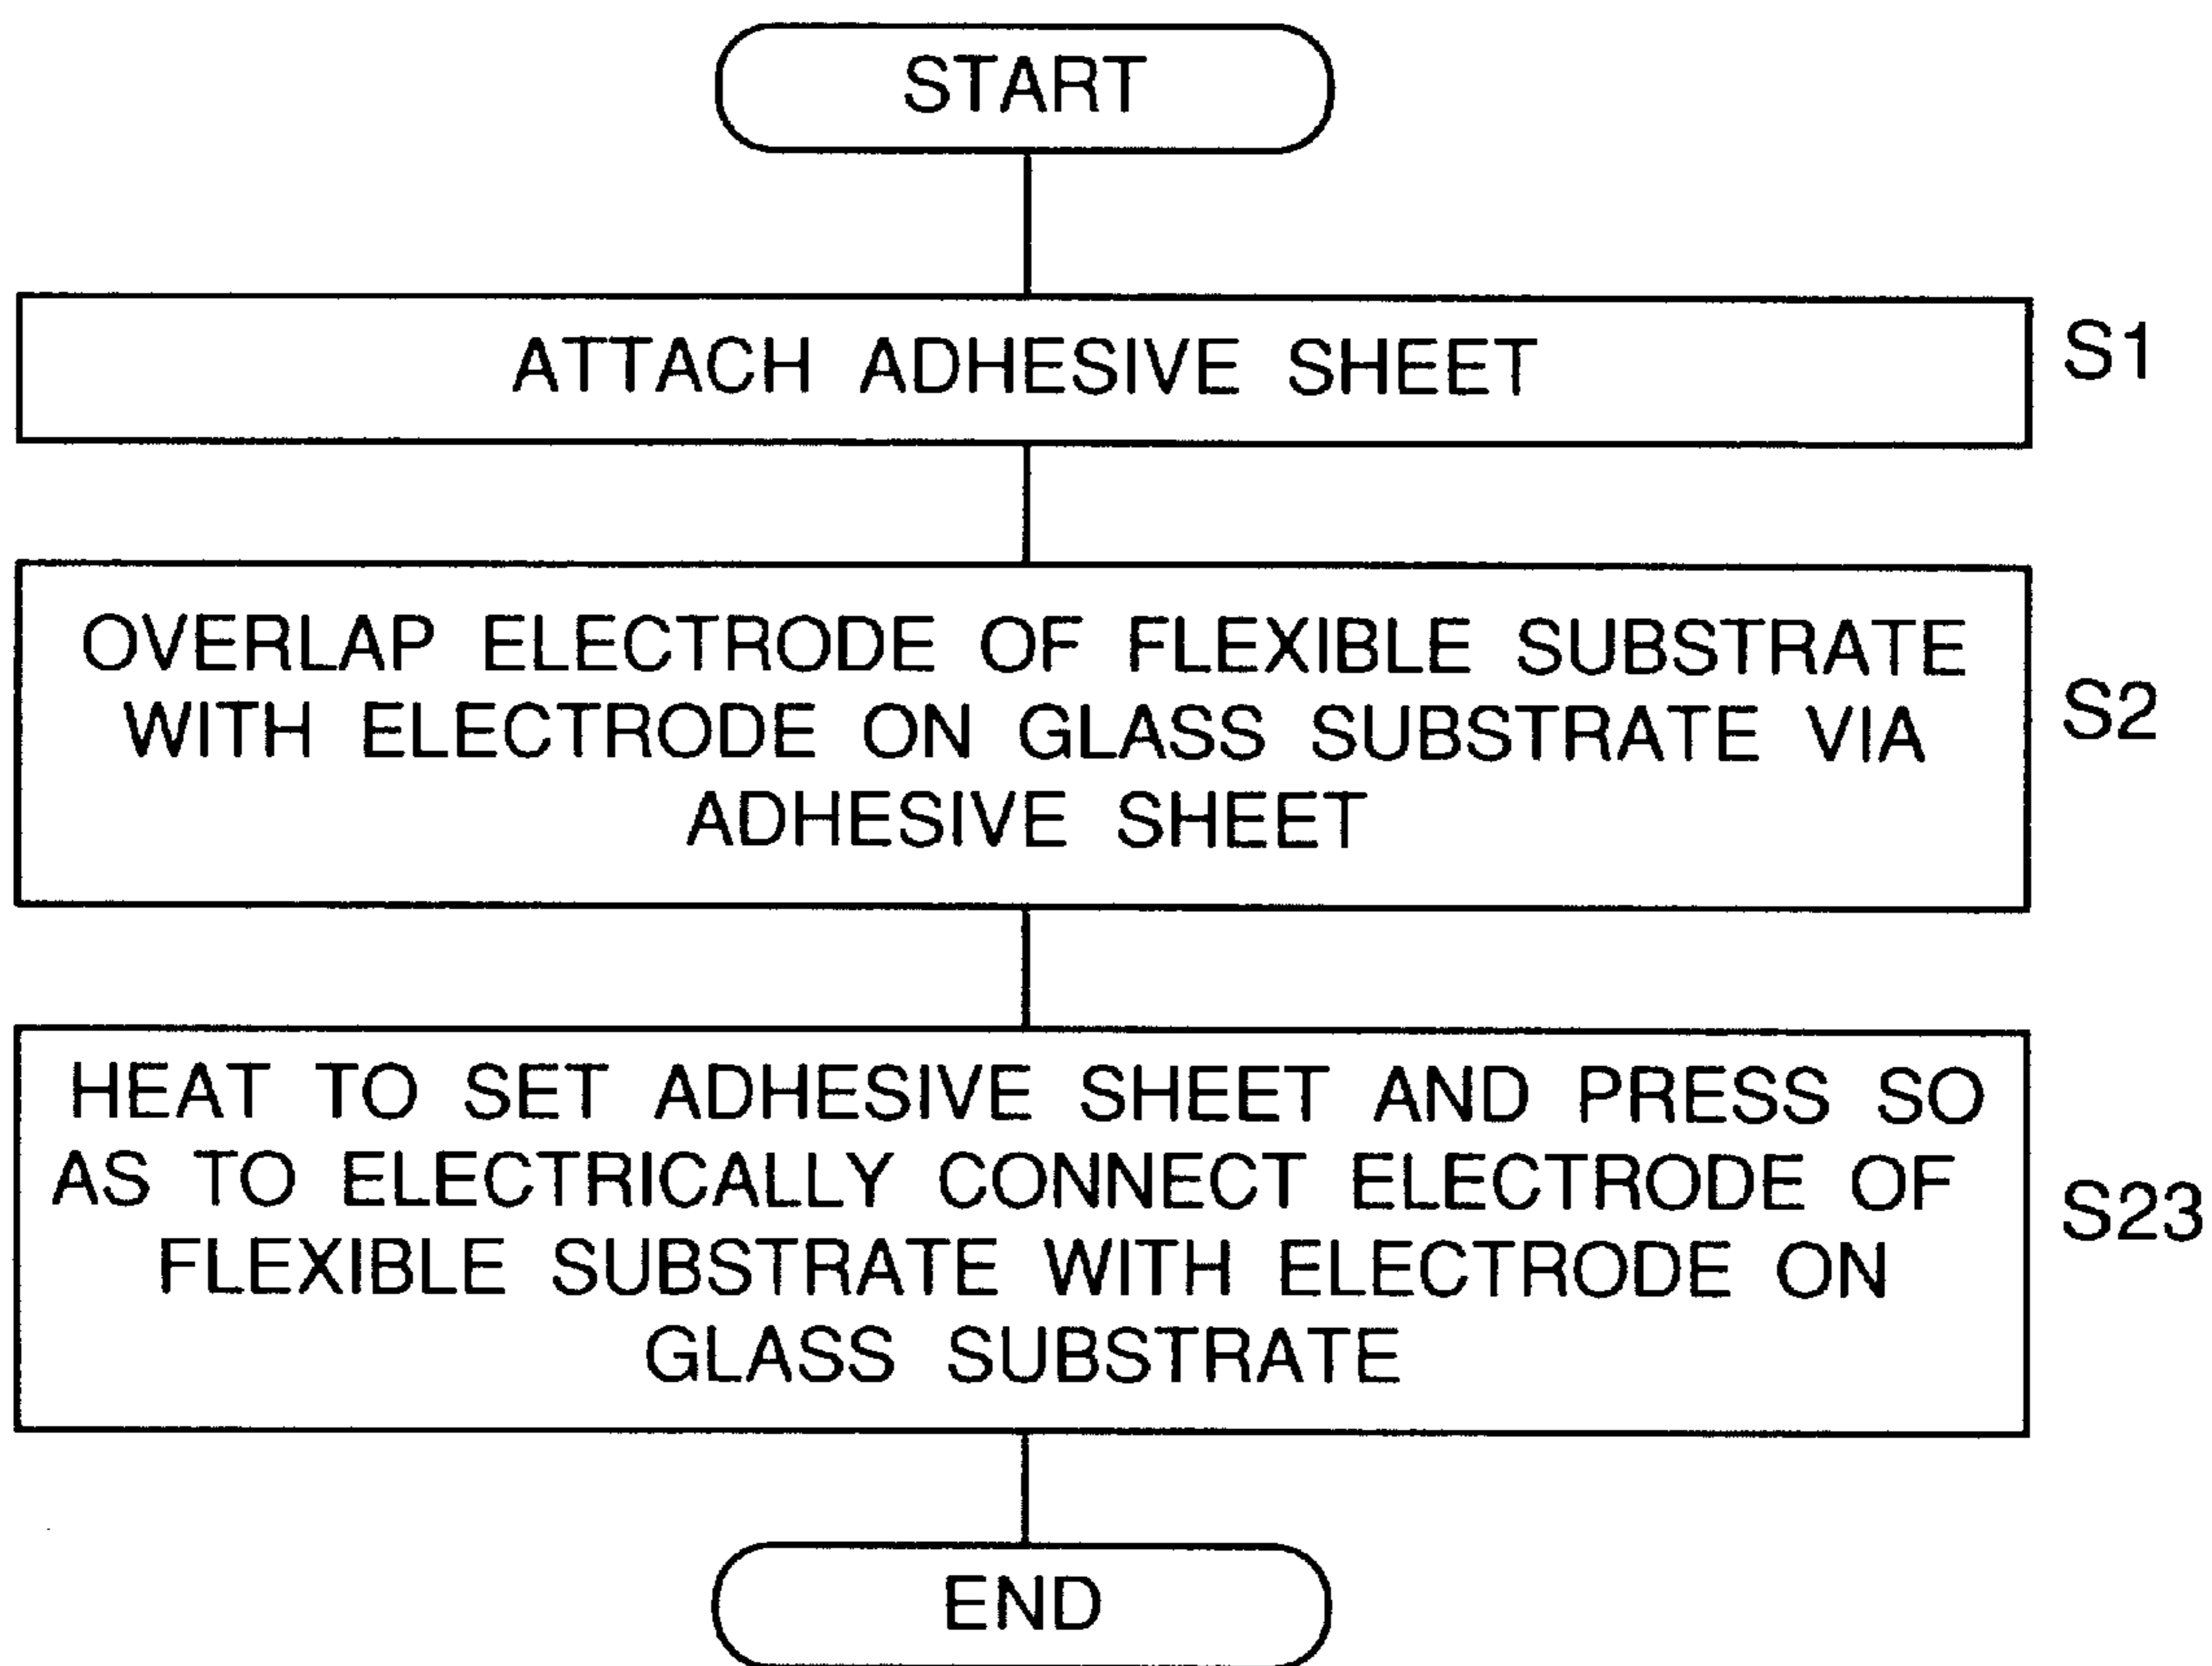 START
ATTACH ADHESIVE SHEET
S1
OVERLAP ELECTRODE OF FLEXIBLE SUBSTRATE
WITH ELECTRODE ON GLASS SUBSTRATE VIA
ADHESIVE SHEET
S2
HEAT TO SET ADHESIVE SHEET AND PRESS SO
AS TO ELECTRICALLY CONNECT ELECTRODE OF
FLEXIBLE SUBSTRATE WITH ELECTRODE ON
GLASS SUBSTRATE
S23
END